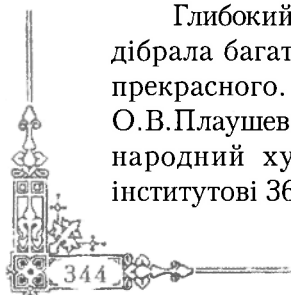 Глибокий
дібрала багат
прекрасного.
О.В.Плаушев
народний ху
інститутові 36
344